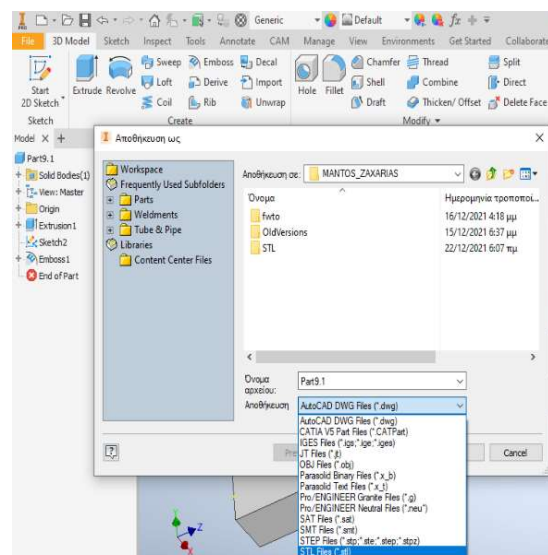 PRO
Generic
Default
fx
File 3D Model Sketch Inspect Tools Annotate CAM Manage View Environments Get Started Collaborate
Start
2D Sketch
Extrude Revolve
Sweep Emboss Decal
Loft Derive Import
Coil Rib Unwrap
Hole Fillet
Chamfer Thread Split
Shell Combine Direct
Draft Thicken/ Offset Delete Face
Sketch Create Modify
Model X +
Part9.1
Solid Bodies(1)
View: Master
Origin
Extrusion1
Sketch2
Emboss1
End of Part
Αποθήκευση ως
Workspace
Frequently Used Subfolders
Parts
Weldments
Tube & Pipe
Libraries
Content Center Files
Αποθήκευση σε: MANTOS_ZAXARIAS
Όνομα Ημερομηνία τροποποί...
fwto 16/12/2021 4:18 μμ
OldVersions 15/12/2021 6:37 μμ
STL 22/12/2021 6:07 πμ
Όνομα αρχείου: Part9.1
Αποθήκευση AutoCAD DWG Files (*.dwg)
AutoCAD DWG Files (*.dwg)
CATIA V5 Part Files (*.CATPart)
IGES Files (*.igs;*.ige;*.iges)
JT Files (*.jt)
OBJ Files (*.obj)
Parasolid Binary Files (*.x_b)
Parasolid Text Files (*.x_t)
Pro/ENGINEER Granite Files (*.g)
Pro/ENGINEER Neutral Files (*.neu*)
SAT Files (*.sat)
SMT Files (*.smt)
STEP Files (*.stp;*.ste;*.step;*.stpz)
STL Files (*.stl)
Cancel
Y
Z
X